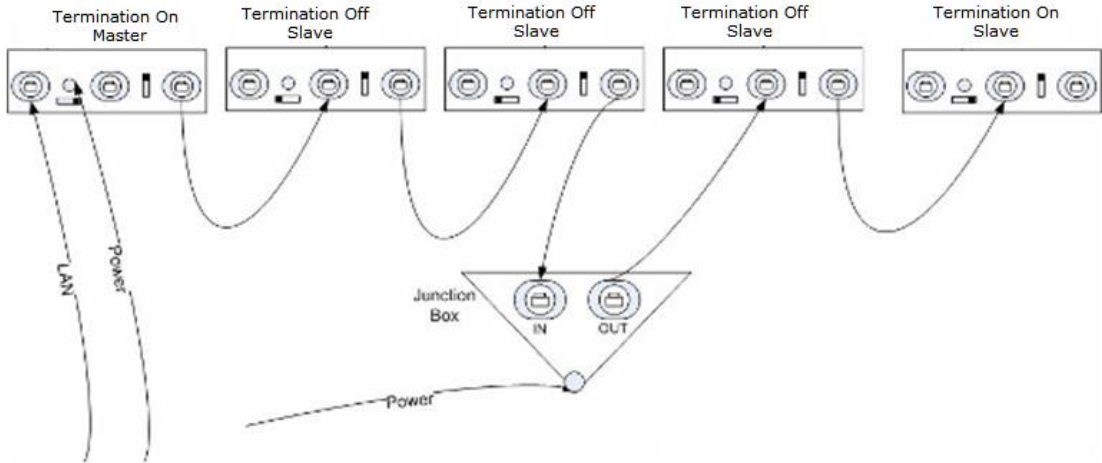 Termination On
Master
Termination Off
Slave
Termination Off
Slave
Termination Off
Slave
Termination On
Slave
LAN
Power
Junction
Box
IN
OUT
Power